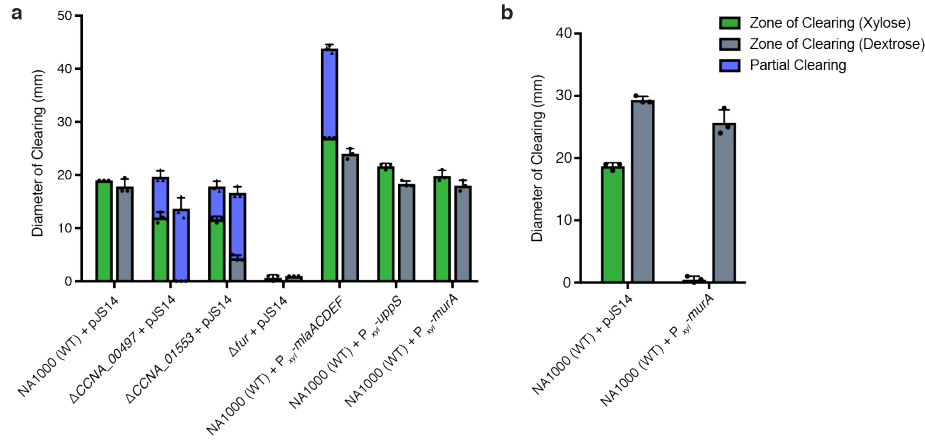 a
Diameter of Clearing (mm)
50
40
30
20
10
0
NA1000 (WT) + pJS14
ΔCCNA_00497 + pJS14
ΔCCNA_01553 + pJS14
Δfur + pJS14
NA1000 (WT) + Pxyl-mlaACDEF
NA1000 (WT) + Pxyl-uppS
NA1000 (WT) + Pxyl-murA
b
Zone of Clearing (Xylose)
Zone of Clearing (Dextrose)
Partial Clearing
Diameter of Clearing (mm)
40
30
20
10
0
NA1000 (WT) + pJS14
NA1000 (WT) + Pxyl-murA